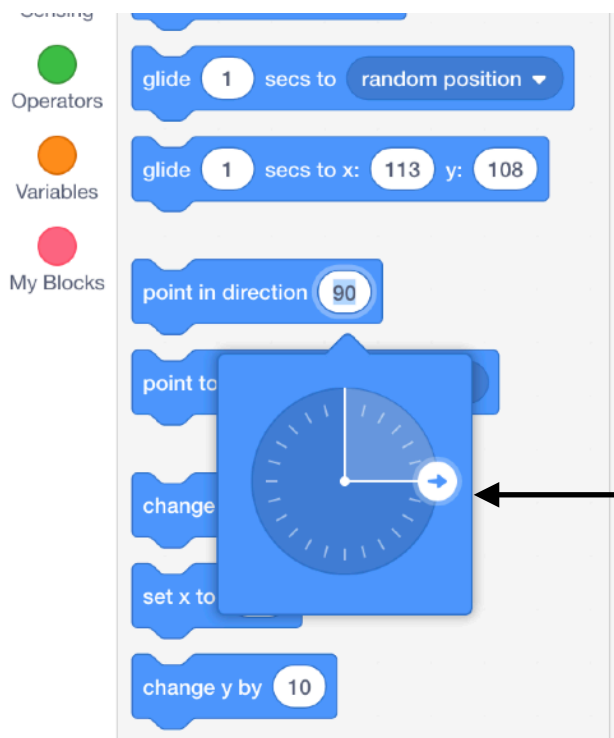 Sensing
Operators
Variables
My Blocks
glide 1 secs to random position
glide 1 secs to x: 113 y: 108
point in direction 90
point to
change
set x to
change y by 10